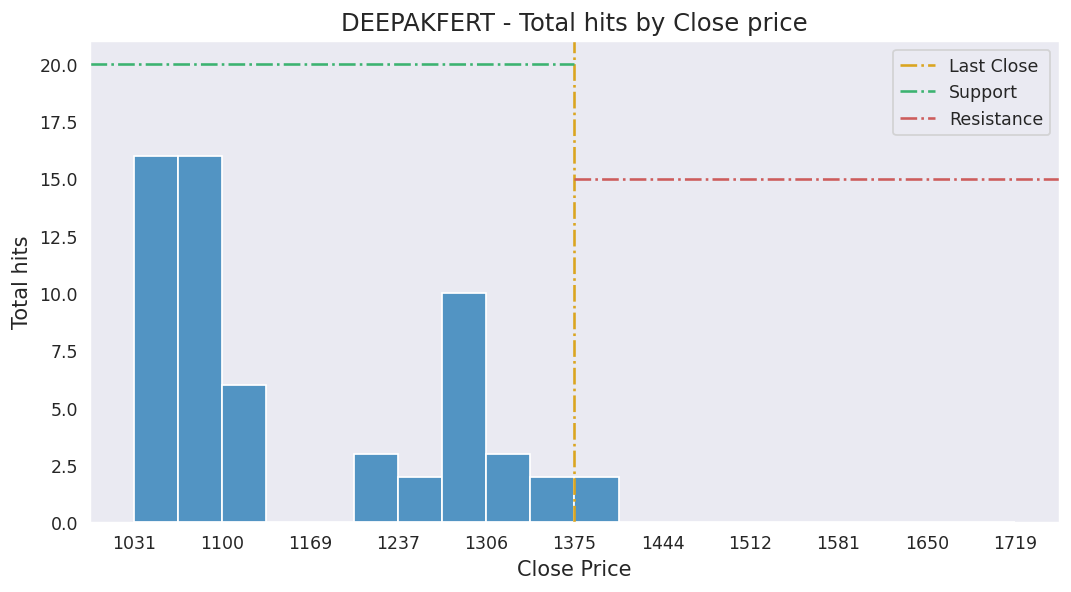 DEEPAKFERT - Total hits by Close price
Last Close
Support
Resistance
20.0
17.5
15.0
12.5
10.0
7.5
5.0
2.5
0.0
Total hits
1031 1100 1169 1237 1306 1375 1444 1512 1581 1650 1719
Close Price